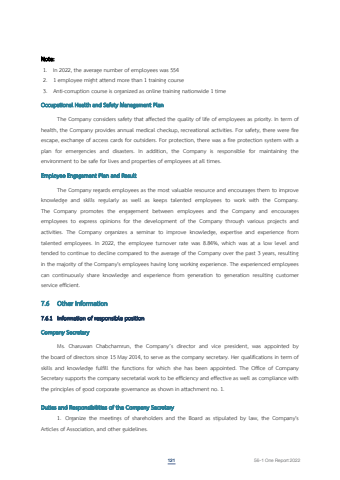 Note:
1. In 2022, the average number of employees was 554
2. 1 employee might attend more than 1 training course
3. Anti-corruption course is organized as online training nationwide 1 time
Occupational Health and Safety Management Plan
The Company considers safety that affected the quality of life of employees as priority. In term of
health, the Company provides annual medical checkup, recreational activities. For safety, there were fire
escape, exchange of access cards for outsiders. For protection, there was a fire protection system with a
plan for emergencies and disasters. In addition, the Company is responsible for maintaining the
environment to be safe for lives and properties of employees at all times.
Employee Engagement Plan and Result
The Company regards employees as the most valuable resource and encourages them to improve
knowledge and skills regularly as well as keeps talented employees to work with the Company.
The Company promotes the engagement between employees and the Company and encourages
employees to express opinions for the development of the Company through various projects and
activities. The Company organizes a seminar to improve knowledge, expertise and experience from
talented employees. In 2022, the employee turnover rate was 8.86%, which was at a low level and
tended to continue to decline compared to the average of the Company over the past 3 years, resulting
in the majority of the Company's employees having long working experience. The experienced employees
can continuously share knowledge and experience from generation to generation resulting customer
service efficient.
7.6 Other Information
7.6.1 Information of responsible position
Company Secretary
Ms. Charuwan Chabchamrun, the Company's director and vice president, was appointed by
the board of directors since 15 May 2014, to serve as the company secretary. Her qualifications in term of
skills and knowledge fulfill the functions for which she has been appointed. The Office of Company
Secretary supports the company secretarial work to be efficiency and effective as well as compliance with
the principles of good corporate governance as shown in attachment no. 1.
Duties and Responsibilities of the Company Secretary
1. Organize the meetings of shareholders and the Board as stipulated by law, the Company's
Articles of Association, and other guidelines.
121
56-1 One-Report 2022